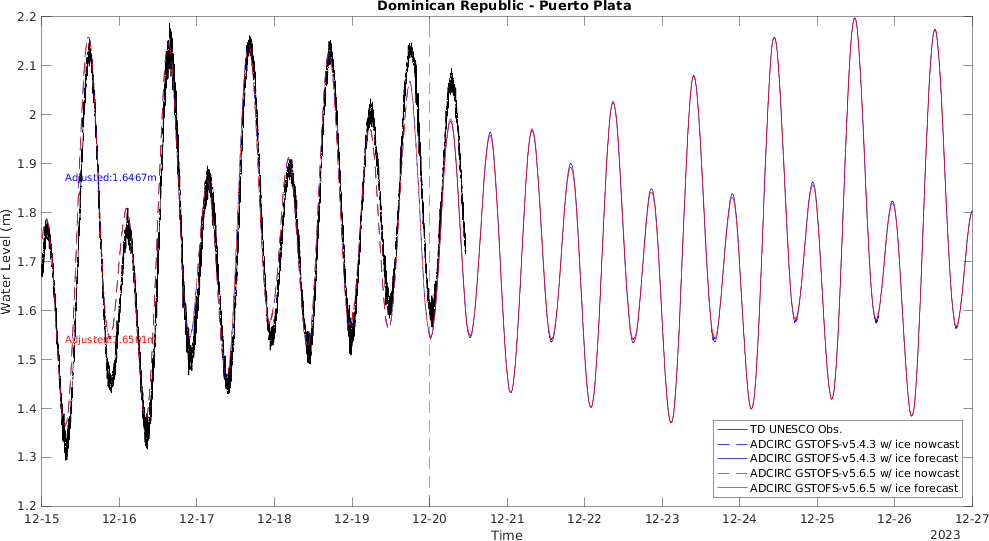 Dominican Republic - Puerto Plata
2.2
2.1
2
1.9
1.8
1.7
1.6
1.5
1.4
1.3
1.2
Water Level (m)
Adjusted:1.6467m
Adjusted:1.6501m
TD UNESCO Obs.
ADCIRC GSTOFS-v5.4.3 w/ ice nowcast
ADCIRC GSTOFS-v5.4.3 w/ ice forecast
ADCIRC GSTOFS-v5.6.5 w/ ice nowcast
ADCIRC GSTOFS-v5.6.5 w/ ice forecast
12-15 12-16 12-17 12-18 12-19 12-20 12-21 12-22 12-23 12-24 12-25 12-26 12-27
Time
2023